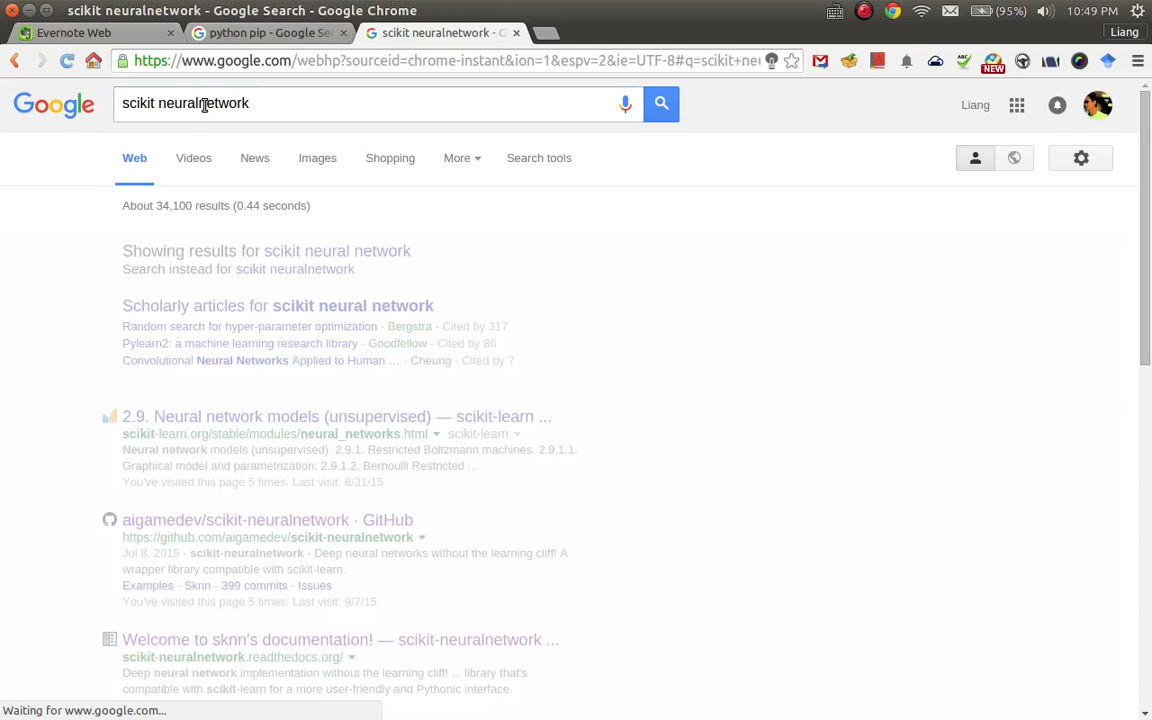 scikit neuralnetwork - Google Search - Google Chrome
(95%)
10:49 PM
Evernote Web
python pip - Google Se
scikit neuralnetwork - G
Liang
https://www.google.com/webhp?sourceid=chrome-instant&ion=1&espv=2&ie=UTF-8#q=scikit+neu
NEW
Google
scikit neuralnetwork
Liang
Web
Videos
News
Images
Shopping
More
Search tools
About 34,100 results (0.44 seconds)
Showing results for scikit neural network
Search instead for scikit neuralnetwork
Scholarly articles for scikit neural network
Random search for hyper-parameter optimization - Bergstra - Cited by 317
Pylearn2: a machine learning research library - Goodfellow - Cited by 86
Convolutional Neural Networks Applied to Human ... - Cheung - Cited by 7
2.9. Neural network models (unsupervised) — scikit-learn ...
scikit-learn.org/stable/modules/neural_networks.html scikit-learn
Neural network models (unsupervised). 2.9.1. Restricted Boltzmann machines. 2.9.1.1.
Graphical model and parametrization; 2.9.1.2. Bernoulli Restricted ...
You've visited this page 5 times. Last visit: 8/31/15
aigamedev/scikit-neuralnetwork · GitHub
https://github.com/aigamedev/scikit-neuralnetwork
Jul 8, 2015 - scikit-neuralnetwork - Deep neural networks without the learning cliff! A
wrapper library compatible with scikit-learn.
Examples - Sknn - 399 commits - Issues
You've visited this page 5 times. Last visit: 9/7/15
Welcome to sknn's documentation! — scikit-neuralnetwork ...
scikit-neuralnetwork.readthedocs.org/
Deep neural network implementation without the learning cliff! ... library that's
compatible with scikit-learn for a more user-friendly and Pythonic interface.
Waiting for www.google.com...